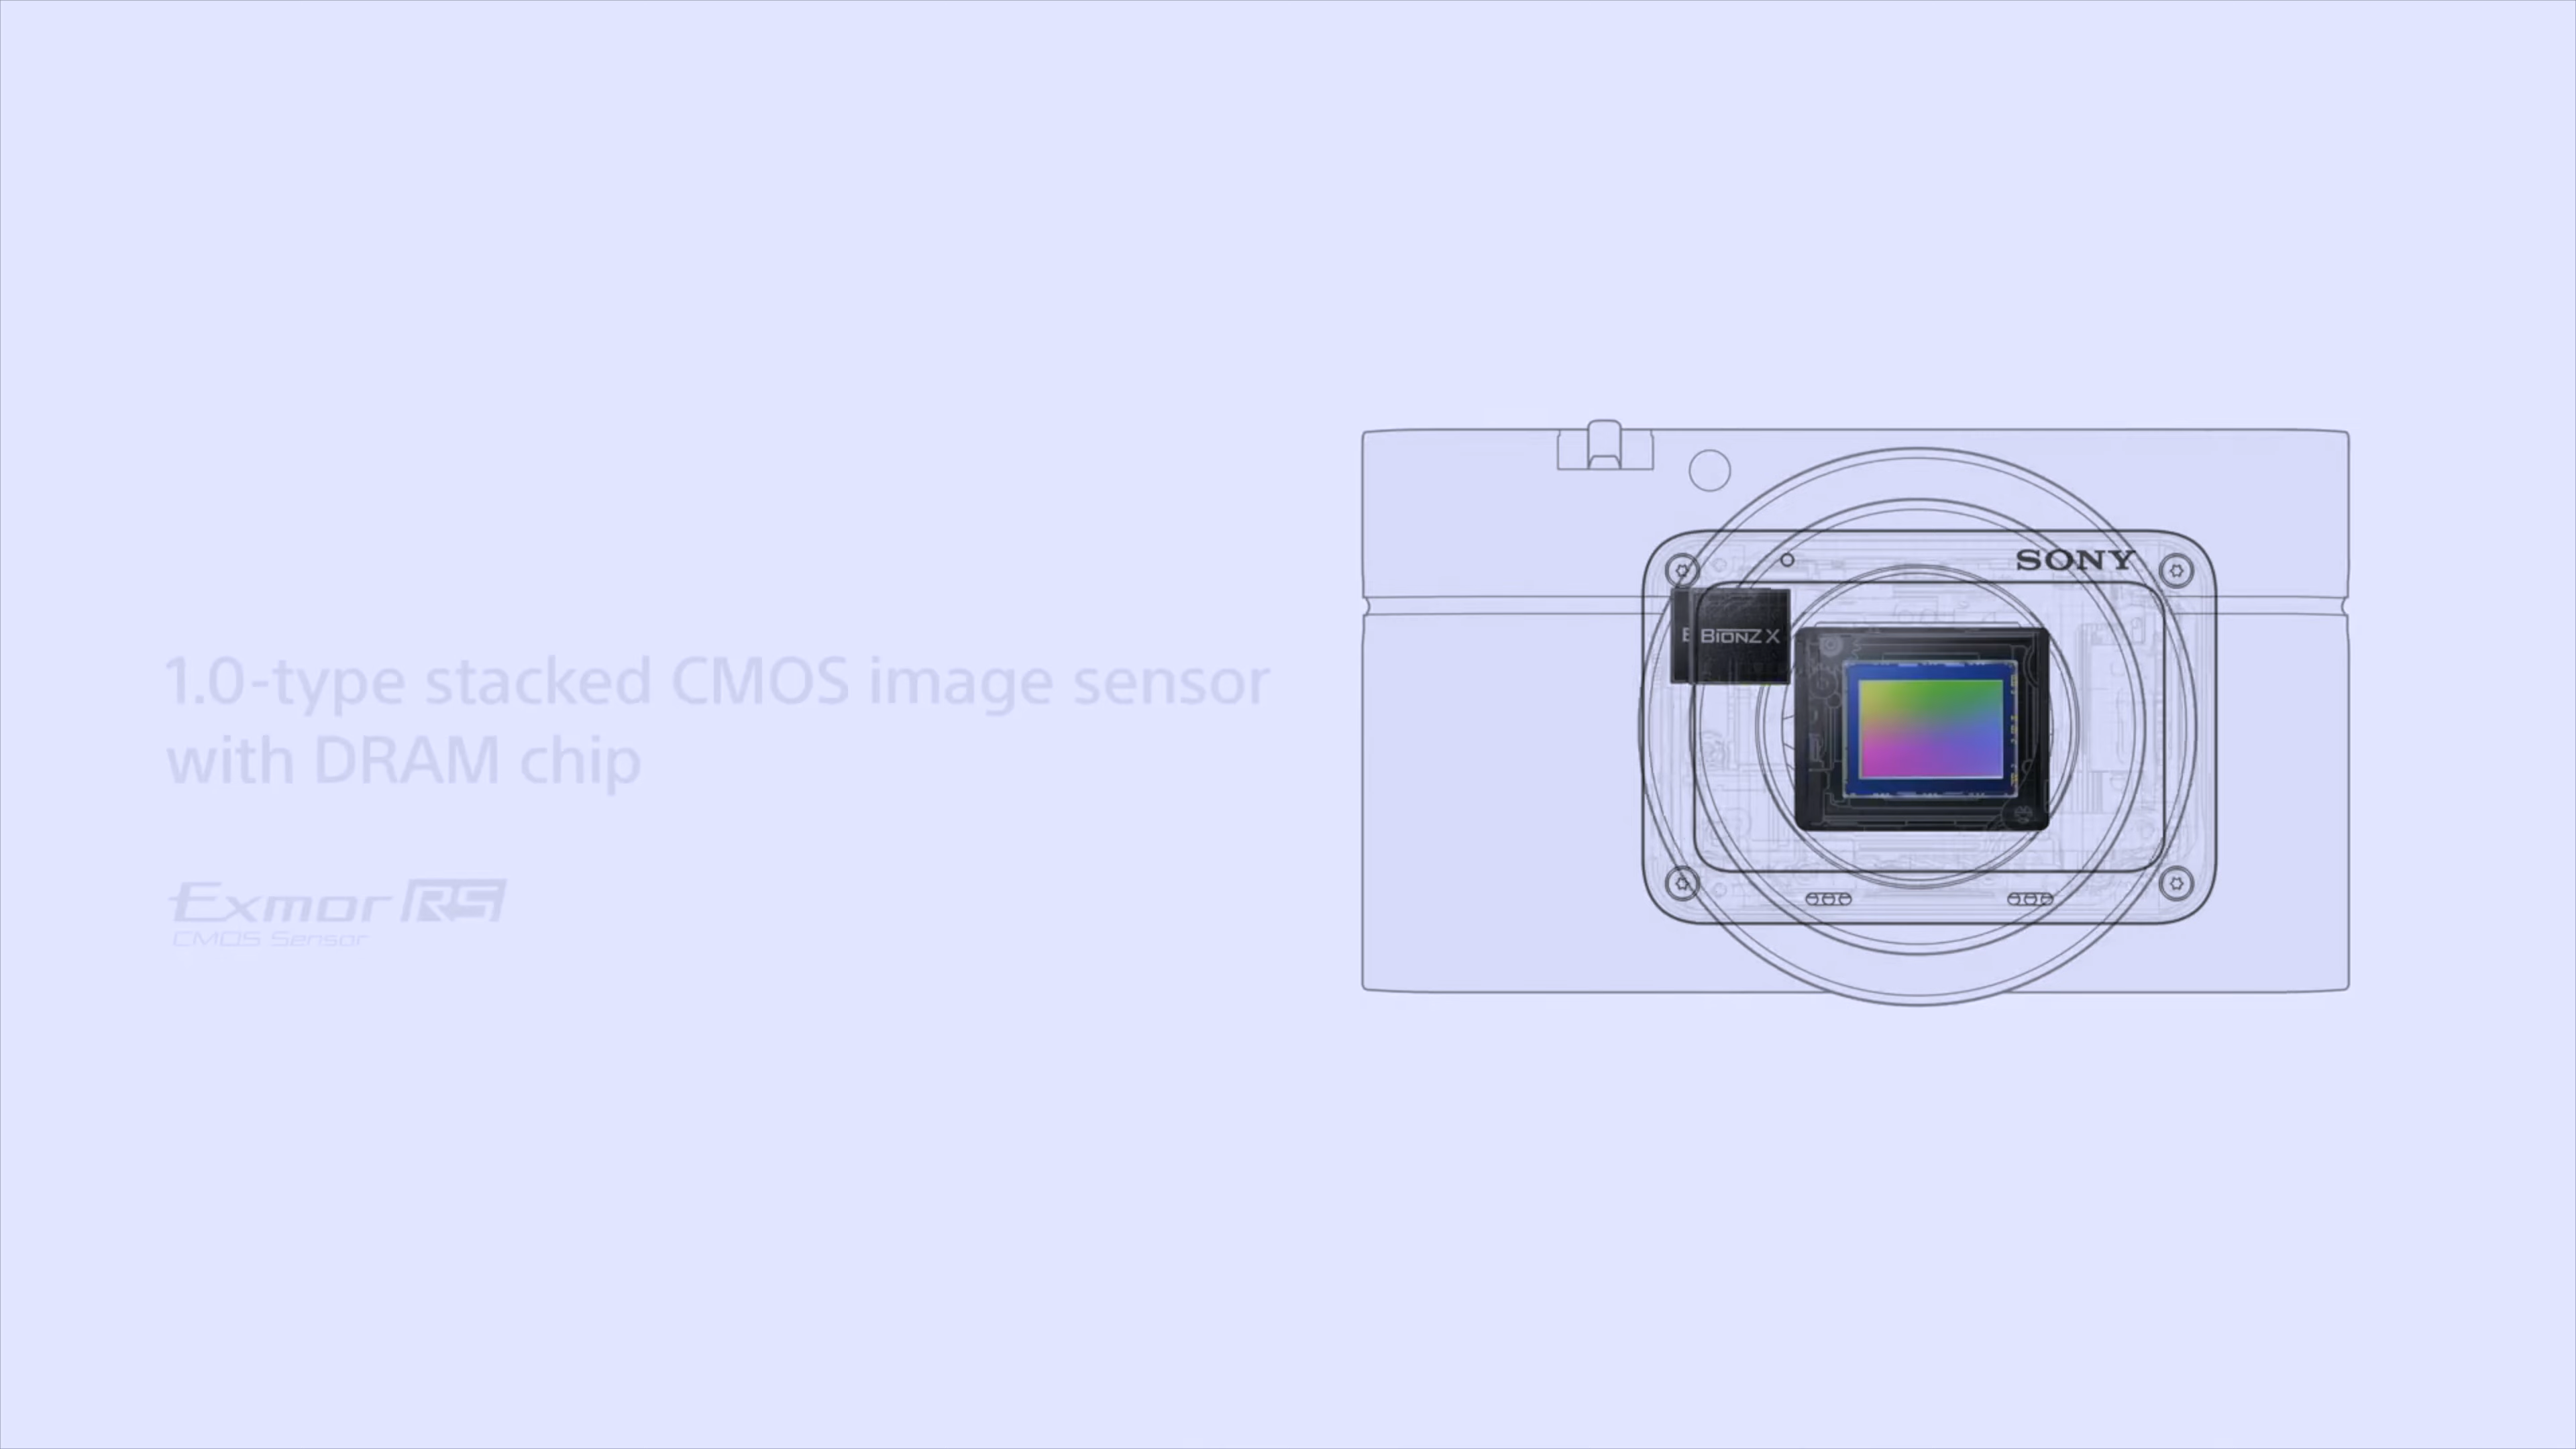 1.0-type stacked CMOS image sensor
with DRAM chip
Exmor RS
CMOS Sensor
SONY
BIONZ X